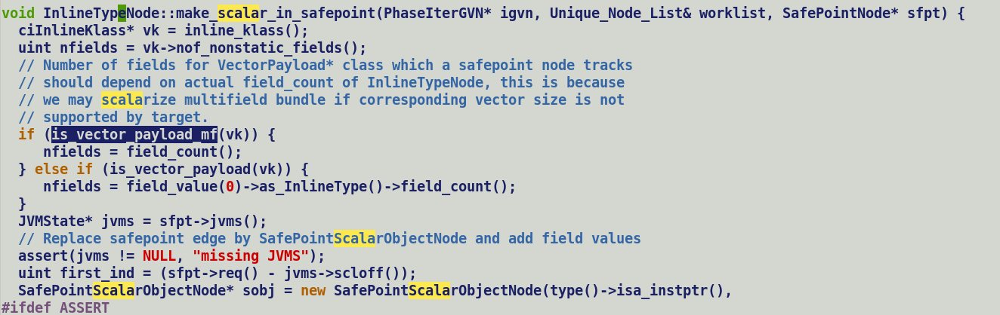 void InlineTypeNode::make_scalar_in_safepoint(PhaseIterGVN* igvn, Unique_Node_List& worklist, SafePointNode* sfpt) {
  ciInlineKlass* vk = inline_klass();
  uint nfields = vk->nof_nonstatic_fields();
  // Number of fields for VectorPayload* class which a safepoint node tracks
  // should depend on actual field_count of InlineTypeNode, this is because
  // we may scalarize multifield bundle if corresponding vector size is not
  // supported by target.
  if (is_vector_payload_mf(vk)) {
     nfields = field_count();
  } else if (is_vector_payload(vk)) {
     nfields = field_value(0)->as_InlineType()->field_count();
  }
  JVMState* jvms = sfpt->jvms();
  // Replace safepoint edge by SafePointScalarObjectNode and add field values
  assert(jvms != NULL, "missing JVMS");
  uint first_ind = (sfpt->req() - jvms->scloff());
  SafePointScalarObjectNode* sobj = new SafePointScalarObjectNode(type()->isa_instptr(),
#ifdef ASSERT